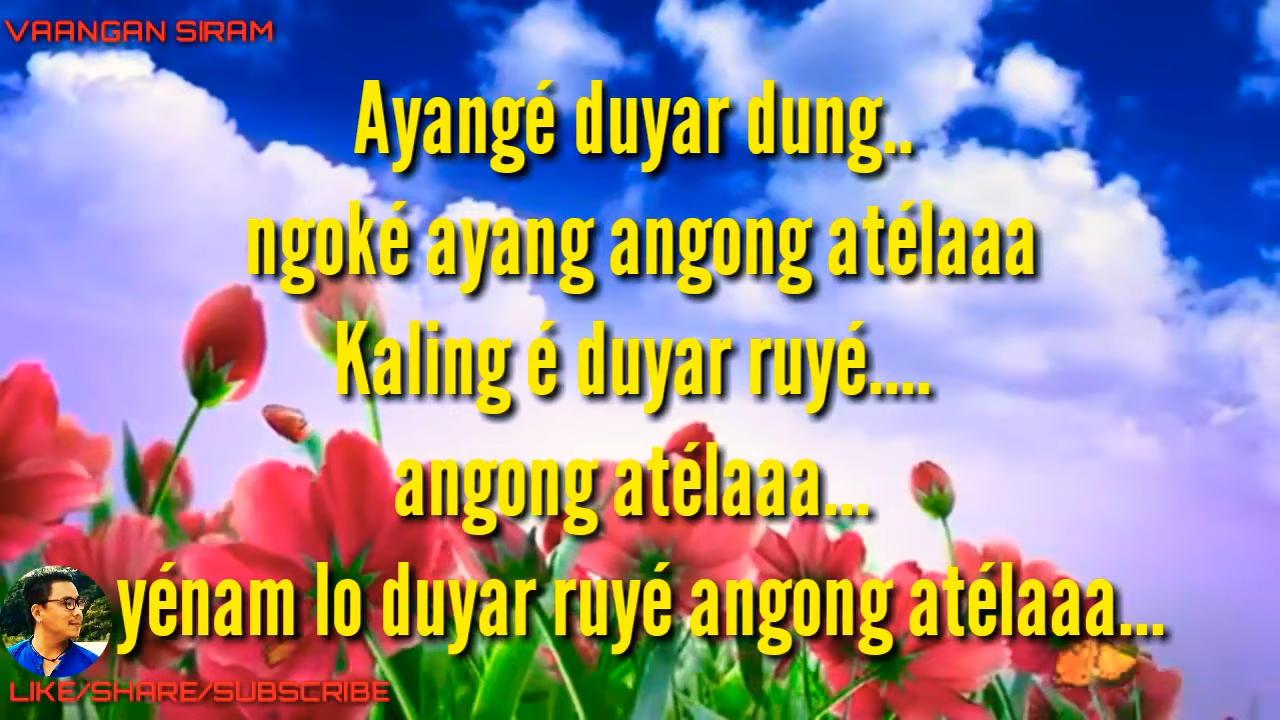 VAANGAN SIRAM
Ayangé duyar dung..
ngoké ayang angong atélaaa
Kaling é duyar ruyé....
angong atélaaa...
yénam lo duyar ruyé angong atélaaa...
LIKE/SHARE/SUBSCRIBE